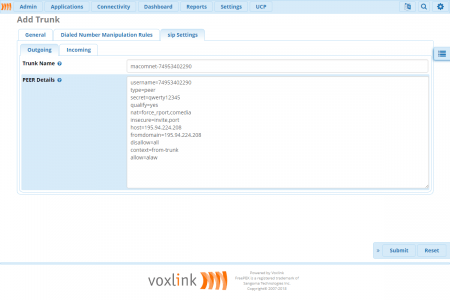 Admin Applications Connectivity Dashboard Reports Settings UCP
Add Trunk
General Dialed Number Manipulation Rules sip Settings
Outgoing Incoming
Trunk Name macomnet-74953402290
PEER Details
username=74953402290
type=peer
secret=qwerty12345
qualify=yes
nat=force_rport,comedia
insecure=invite,port
host=195.94.224.208
fromdomain=195.94.224.208
disallow=all
context=from-trunk
allow=alaw
Submit Reset
voxlink
Powered by Voxlink
FreePBX is a registered trademark of
Sangoma Technologies Inc.
Copyright© 2007-2018